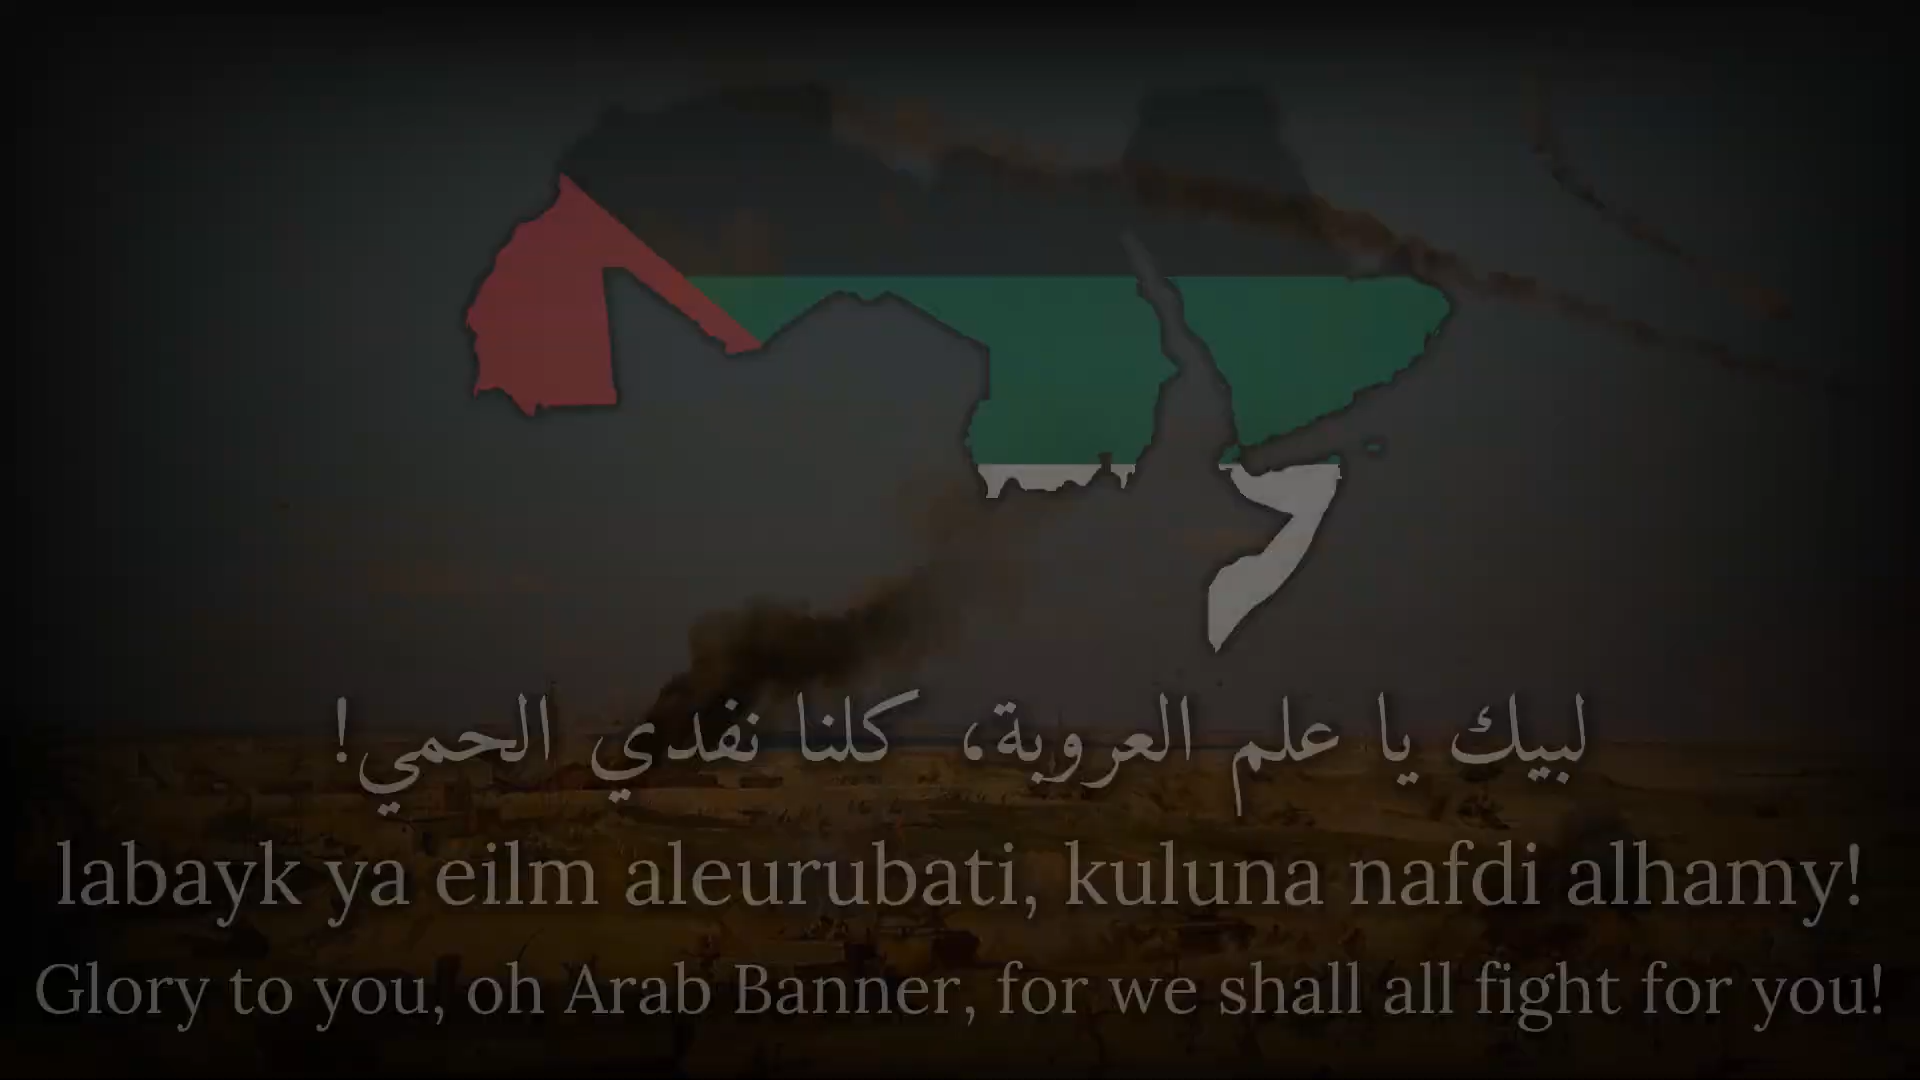 لبيك يا علم العروبة، كلنا نفدي الحمي!
labayk ya eilm aleurubati, kuluna nafdi alhamy!
Glory to you, oh Arab Banner, for we shall all fight for you!